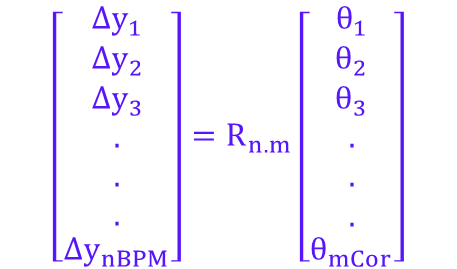 Δy₁ θ₁
Δy₂ θ₂
Δy₃ θ₃
. = Rₙ.ₘ .
. .
. .
ΔyₙBPM θₘCor